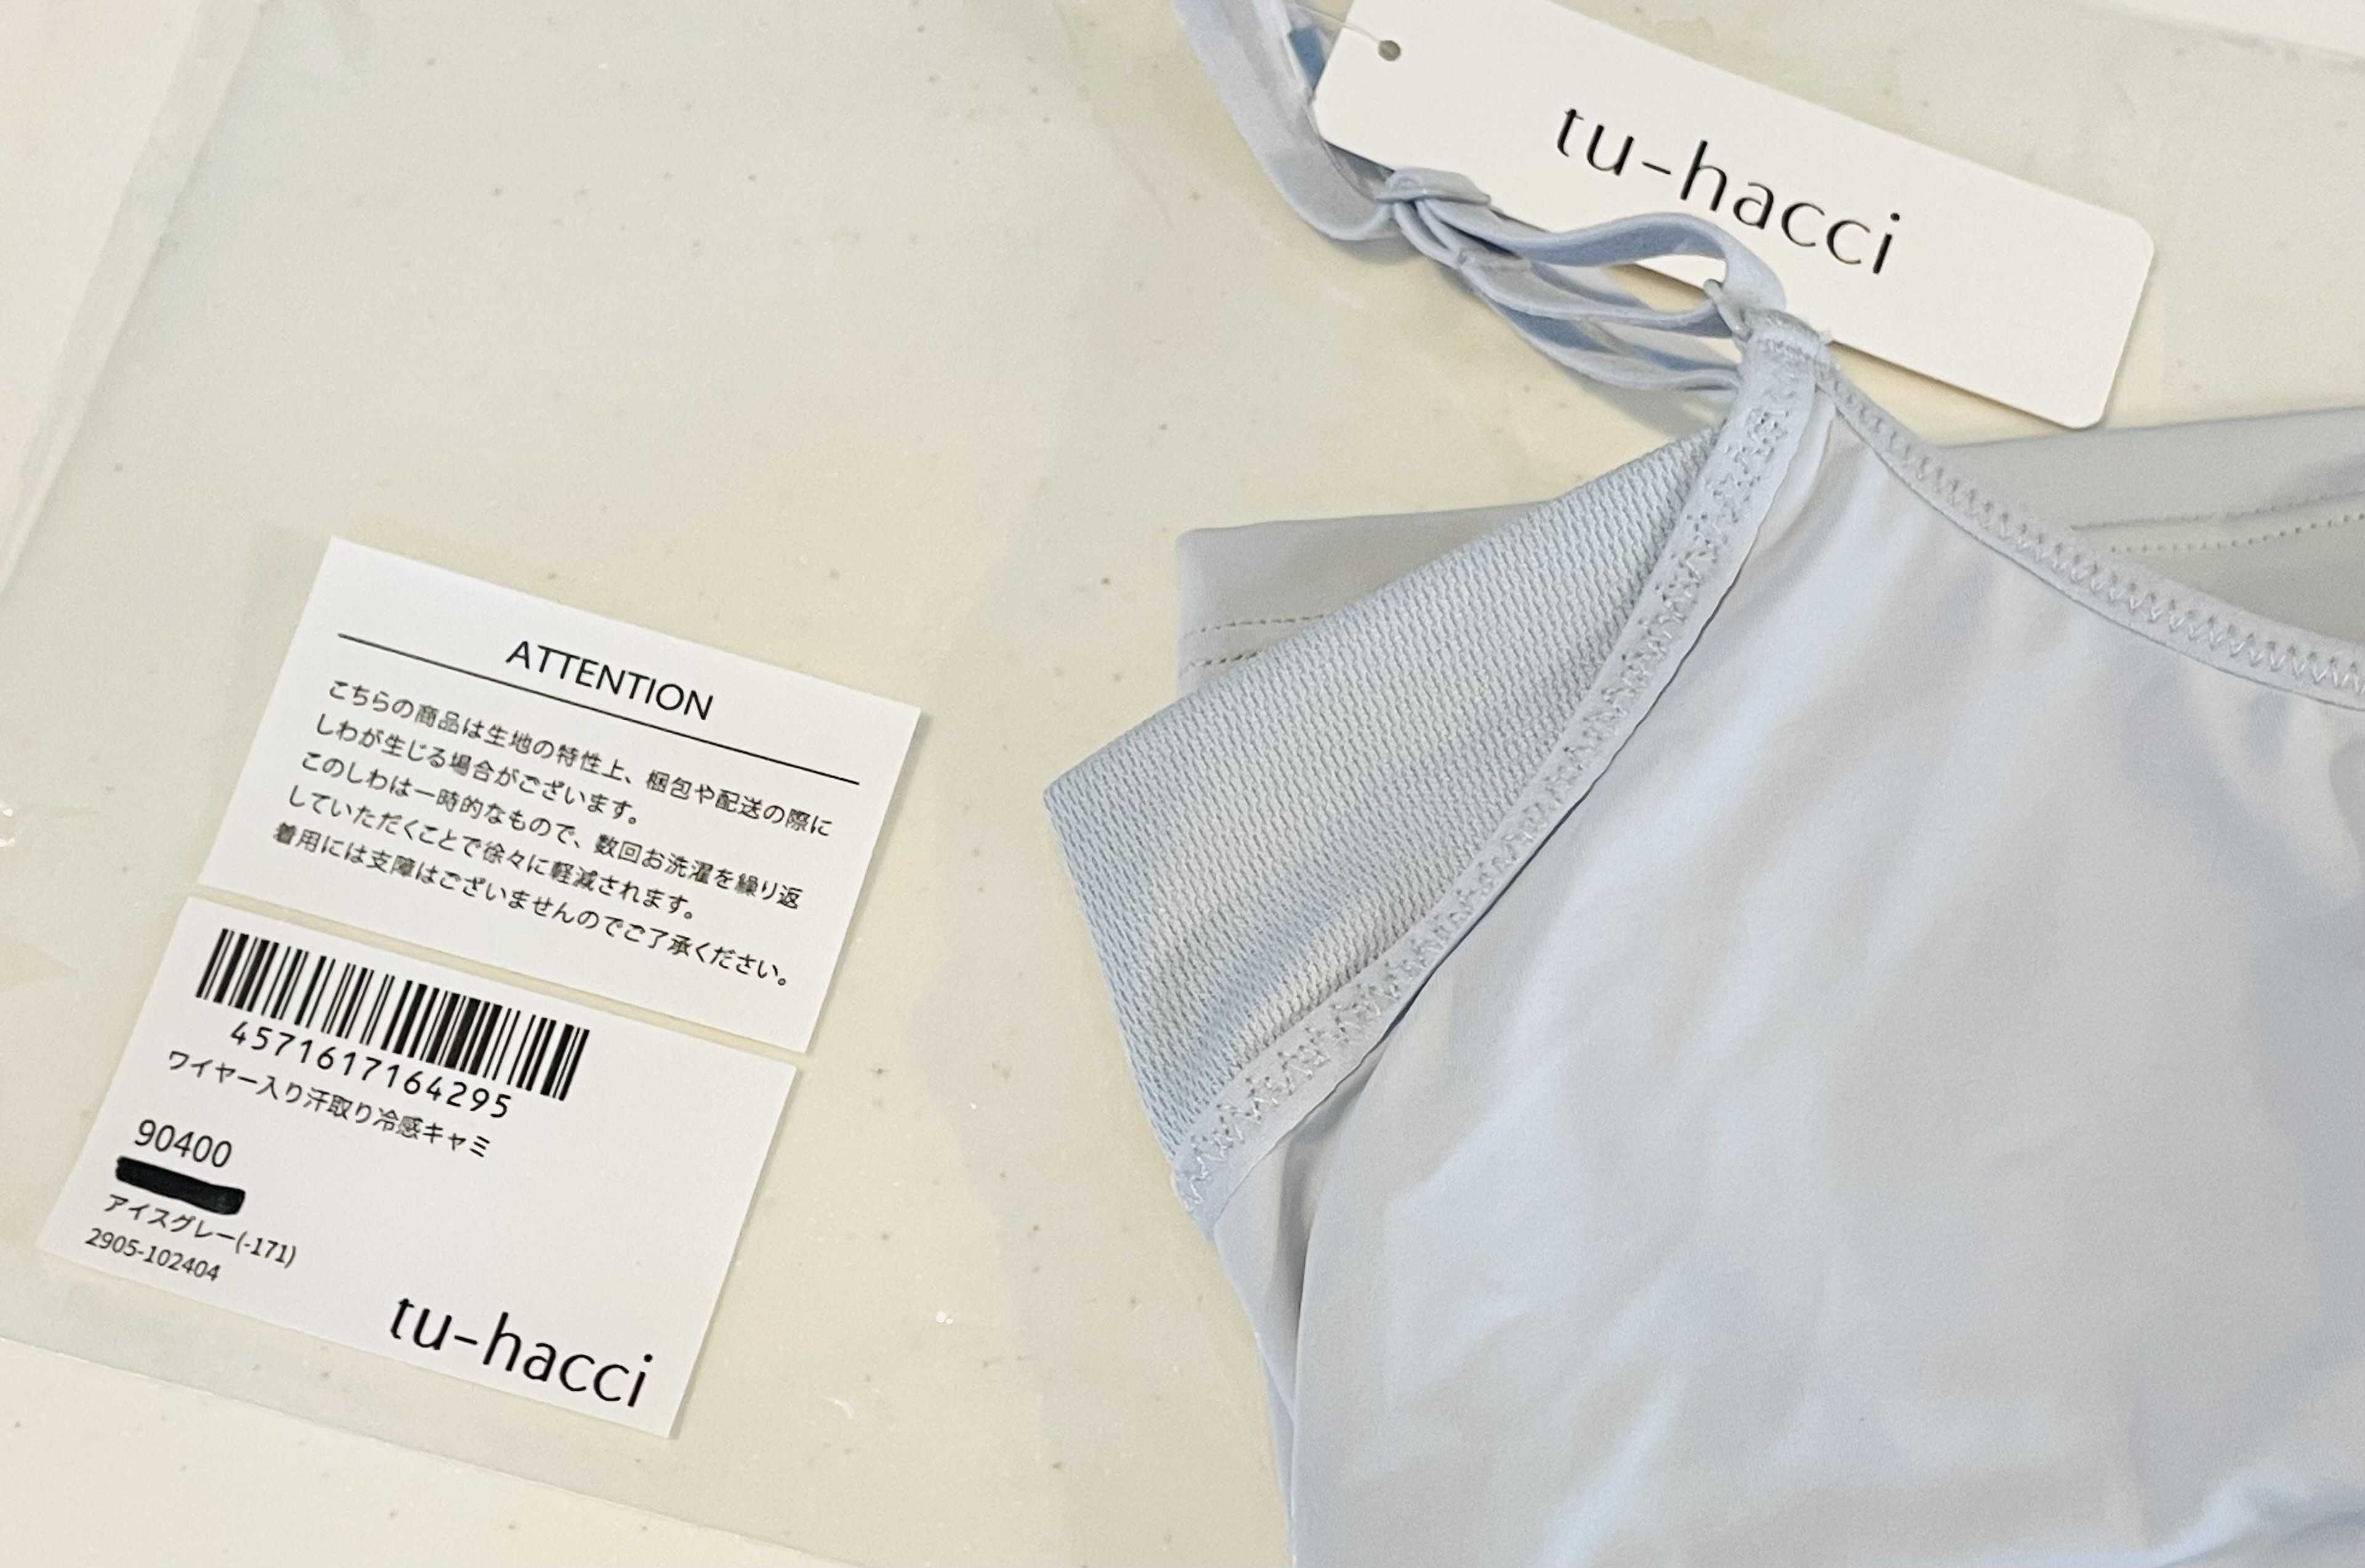 tu-hacci
ATTENTION
こちらの商品は生地の特性上、梱包や配送の際に
しわが生じる場合がございます。
このしわは一時的なもので、数回お洗濯を繰り返
していただくことで徐々に軽減されます。
着用には支障はございませんのでご了承ください。
4571617164295
ワイヤー入り汗取り冷感キャミ
90400
アイスグレー(-171)
2905-102404
tu-hacci